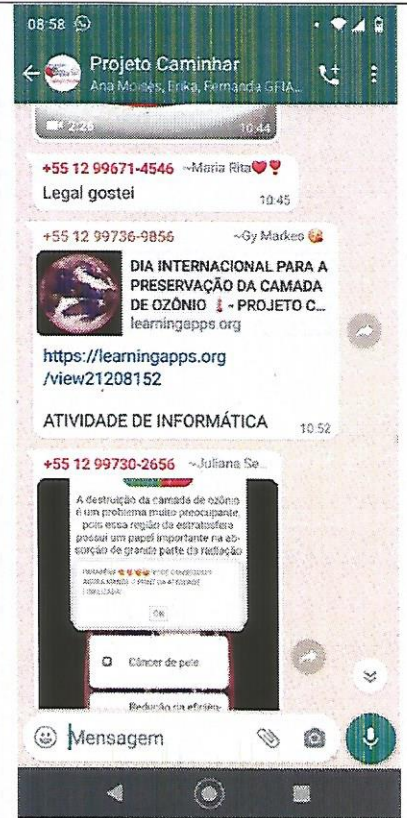 08:58
Projeto Caminhar
Ana Moisés, Erika, Fernanda GFIA...
2:26 10:44
+55 12 99671-4546 ~Maria Rita
Legal gostei
10:45
+55 12 99736-9856 ~Gy Markes
DIA INTERNACIONAL PARA A
PRESERVAÇÃO DA CAMADA
DE OZÔNIO - PROJETO C...
learningapps.org
https://learningapps.org
/view21208152
ATIVIDADE DE INFORMÁTICA
10:52
+55 12 99730-2656 ~Juliana Se...
A destruição da camada de ozônio
é um problema muito preocupante,
pois essa região da estratosfera
possui um papel importante na ab-
sorção de grande parte da radiação
OK
Câncer de pele
Redução da eficiên-
Mensagem